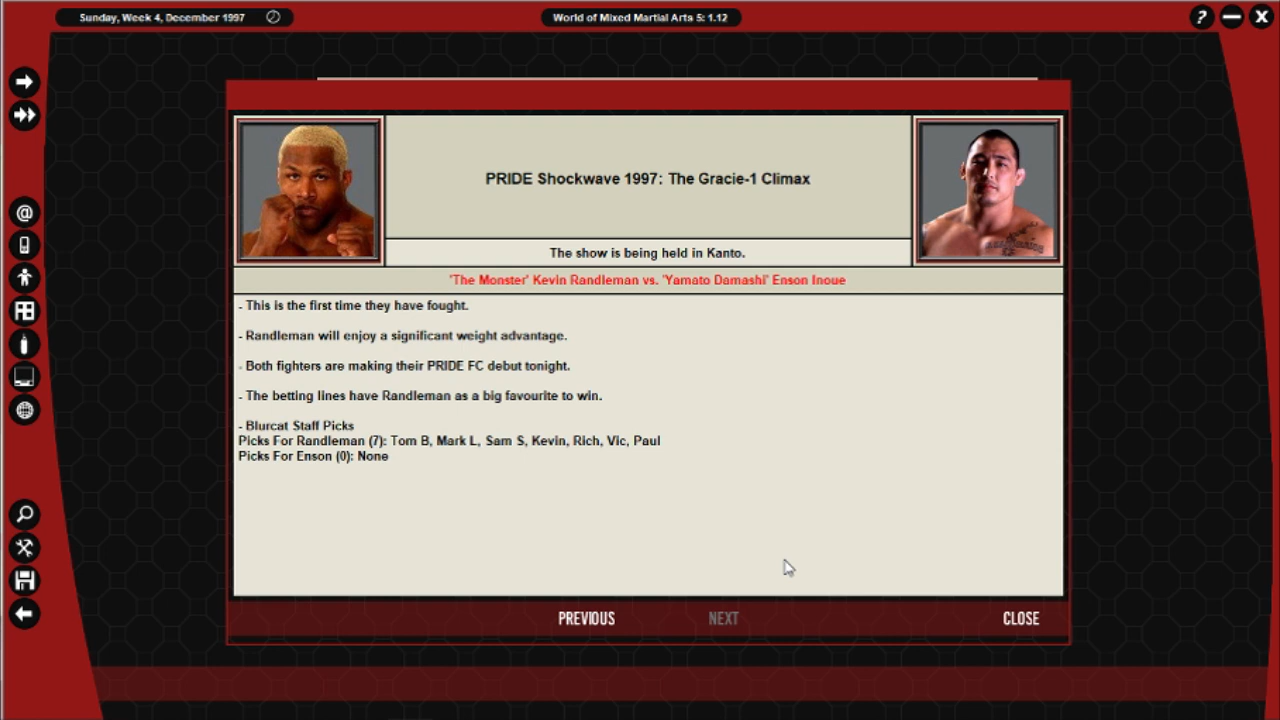 Sunday, Week 4, December 1997
World of Mixed Martial Arts 5: 1.12
?
X
@
PRIDE Shockwave 1997: The Gracie-1 Climax
The show is being held in Kanto.
'The Monster' Kevin Randleman vs. 'Yamato Damashi' Enson Inoue
- This is the first time they have fought.
- Randleman will enjoy a significant weight advantage.
- Both fighters are making their PRIDE FC debut tonight.
- The betting lines have Randleman as a big favourite to win.
- Blurcat Staff Picks
Picks For Randleman (7): Tom B, Mark L, Sam S, Kevin, Rich, Vic, Paul
Picks For Enson (0): None
PREVIOUS
NEXT
CLOSE